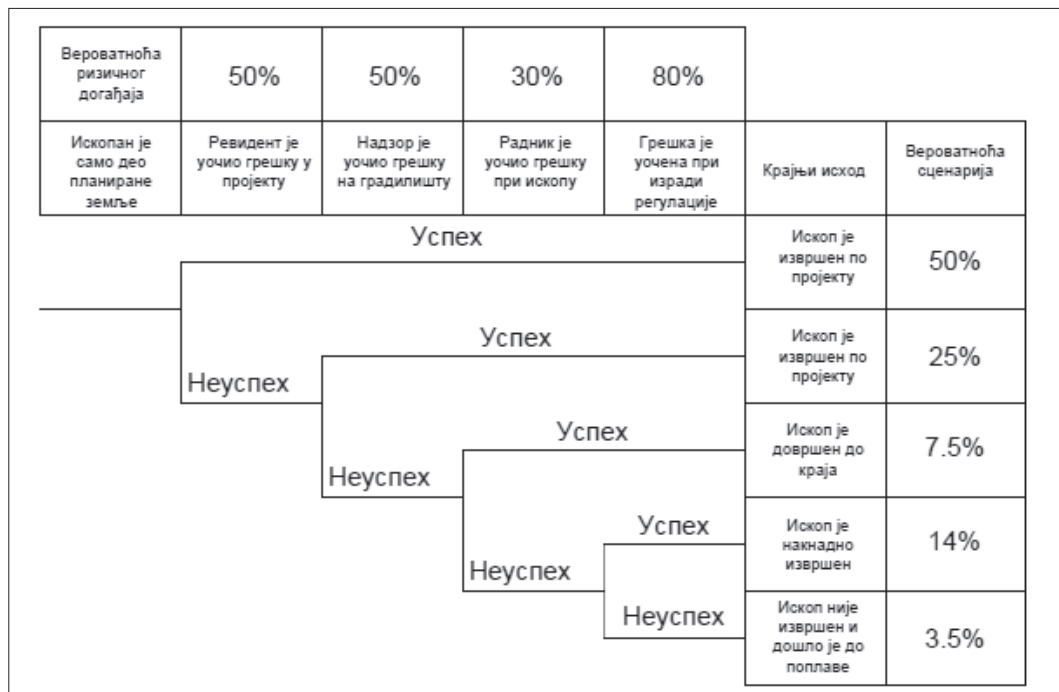 Вероватноћа
ризичног
догађаја
50%
50%
30%
80%
Ископан је
само део
планиране
земље
Ревидент је
уочио грешку у
пројекту
Надзор је
уочио грешку
на градилишту
Радник је
уочио грешку
при ископу
Грешка је
уочена при
изради
регулације
Крајњи исход
Вероватноћа
сценарија
Успех
Ископ је
извршен по
пројекту
50%
Успех
Неуспех
Ископ је
извршен по
пројекту
25%
Успех
Неуспех
Ископ је
довршен до
краја
7.5%
Успех
Неуспех
Ископ је
накнадно
извршен
14%
Неуспех
Ископ није
извршен и
дошло је до
поплаве
3.5%